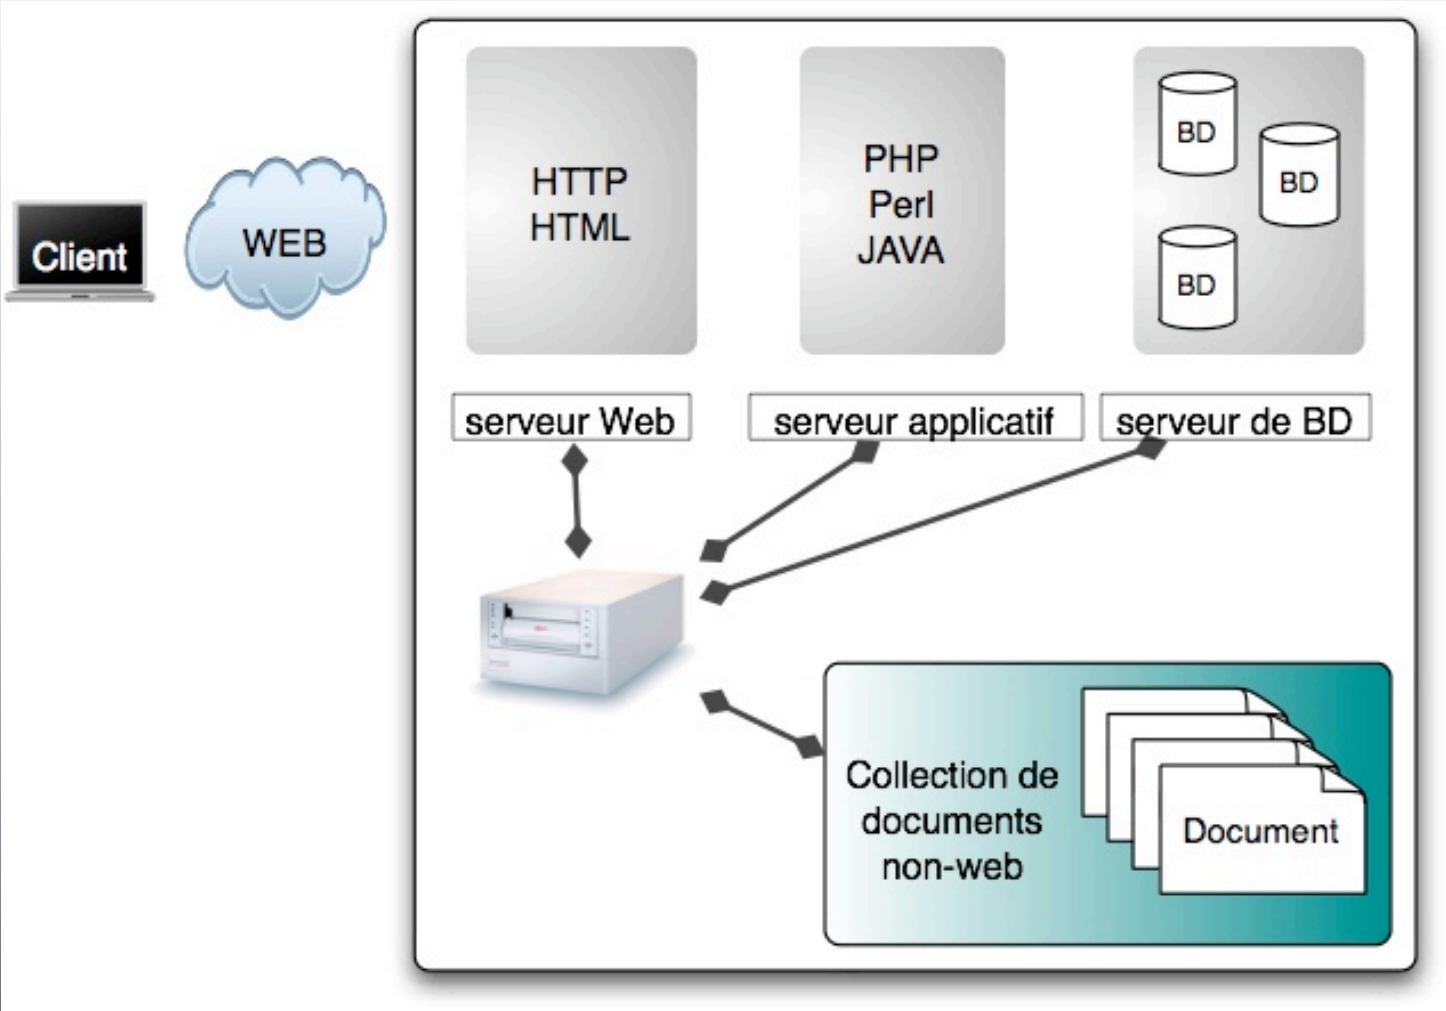 Client
WEB
HTTP
HTML
PHP
Perl
JAVA
BD
BD
BD
serveur Web
serveur applicatif
serveur de BD
Collection de
documents
non-web
Document